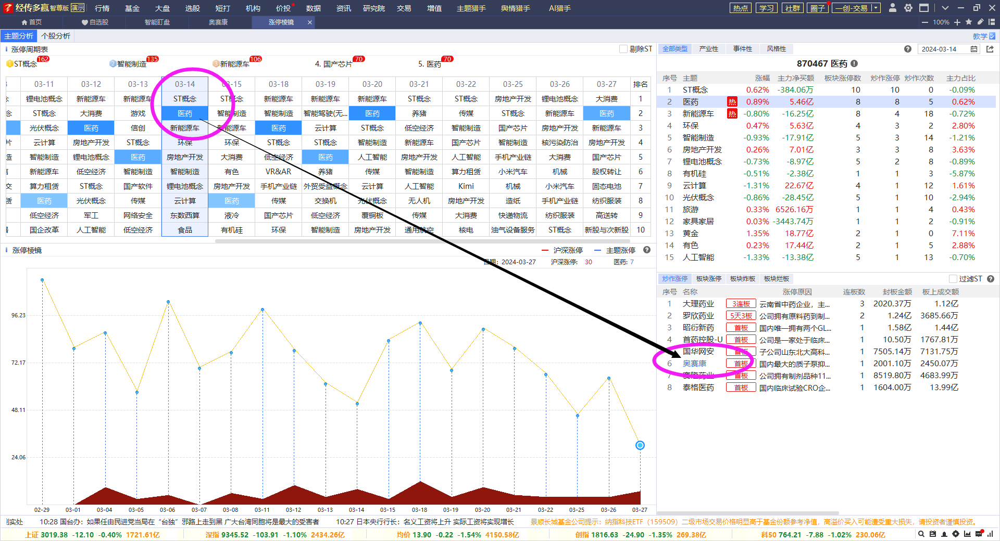 经传多赢 智尊版 演示 行情 基金 大盘 选股 短打 机构 价投 数据 资讯 研究院 交易 增值 主题猎手 舆情猎手 AI猎手 热点 学习 社群 圈子 一创-交易
首页 自选股 智能盯盘 奥赛康 涨停棱镜 × 100%
主题分析 个股分析 教学
涨停周期表 剔除ST
1 ST概念 162 2 智能制造 135 3 新能源车 106 4. 国产芯片 70 5. 医药 70
03-11 03-12 03-13 03-14 03-15 03-18 03-19 03-20 03-21 03-22 03-25 03-26 03-27 排名
锂电池概念 新能源车 新能源车 ST概念 ST概念 新能源车 新能源车 新能源车 ST概念 ST概念 房地产开发 锂电池概念 大消费 1
ST概念 大消费 游戏 医药 智能制造 智能制造 智能驾驶(无... 医药 养猪 传媒 ST概念 新能源车 医药 2
光伏概念 医药 信创 新能源车 新能源车 医药 云计算 ST概念 低空经济 智能制造 国产芯片 房地产开发 新能源车 3
片 云计算 房地产开发 ST概念 环保 环保 ST概念 ST概念 智能制造 新能源车 国产芯片 智能制造 核污染防治 房地产开发 4
造 智能制造 锂电池概念 医药 房地产开发 大消费 低空经济 医药 人工智能 房地产开发 人工智能 手机产业链 大消费 国产芯片 5
新能源车 低空经济 智能制造 智能制造 有色 VR&AR 养猪 传媒 智能制造 算力租赁 小米汽车 机械 股权转让 6
交 算力租赁 ST概念 国产软件 锂电池概念 房地产开发 手机产业链 外贸受益概念 云计算 人工智能 Kimi 机械 小米汽车 固态电池 7
赁 医药 光伏概念 传媒 云计算 医药 传媒 交换机 光伏概念 无人机 房地产开发 造纸 手机产业链 纺织服装 8
低空经济 军工 网络安全 东数西算 液冷 国产芯片 低空经济 覆铜板 传媒 大消费 快递物流 纺织服装 高送转 9
国企改革 人工智能 低空经济 食品 有机硅 环保 智能制造 房地产开发 通用航空 核电 油气设备服务 ST概念 新股与次新股 10
涨停棱镜 沪深涨停 主题涨停
日期: 2024-03-27 沪深涨停: 30 医药: 7
96.23
72.17
48.11
24.06
02-29 03-01 03-04 03-05 03-06 03-07 03-08 03-11 03-12 03-13 03-14 03-15 03-18 03-19 03-20 03-21 03-22 03-25 03-26 03-27
全部类型 产业性 事件性 风格性 2024-03-14
870467 医药
序号 主题 涨幅 主力净买额 板块涨停数 炒作涨停 炒作次数 主力占比
1 ST概念 0.62% -384.06万 10 10 0 -0.09%
2 医药 热 0.89% 5.46亿 8 8 5 0.62%
3 新能源车 热 -0.80% -16.25亿 8 4 18 -0.72%
4 环保 0.47% 5.63亿 4 3 2 2.80%
5 智能制造 -0.93% -17.91亿 5 3 14 -1.21%
6 房地产开发 0.26% 7.01亿 3 3 8 3.63%
7 锂电池概念 -0.73% -8.97亿 5 2 8 -0.89%
8 有机硅 -0.51% -2.38亿 1 1 3 -5.87%
9 云计算 -1.31% 22.67亿 4 1 12 1.61%
10 光伏概念 -0.86% -28.45亿 5 1 10 -2.94%
11 旅游 0.33% 6526.16万 1 1 4 0.43%
12 家具家居 0.03% -3443.74万 1 1 2 -0.91%
13 黄金 1.35% 18.77亿 2 1 0 7.11%
14 有色 0.23% 17.44亿 2 1 5 2.88%
15 人工智能 -1.33% -13.38亿 5 1 13 -0.70%
炒作涨停 板块涨停 板块炸板 板块烂板 过滤ST
序号 名称 涨停原因 连板数 封板金额 板上成交额
1 大理药业 3连板 云南省中药企业，主... 3 2020.37万 1.12亿
2 罗欣药业 5天3板 公司拥有原料药到制... 2 1.24亿 3685.66万
3 昭衍新药 首板 国内唯一拥有两个GL... 1 1.58亿 1.44亿
4 首药控股-U 首板 公司是一家处于临床... 1 10.50万 1767.81万
国华网安 首板 子公司山东北大高科... 1 7505.14万 7131.75万
6 奥赛康 首板 国内最大的质子泵抑... 1 2001.10万 2450.07万
7 赛隆药业 首板 公司拥有制剂品种11... 1 8519.80万 4683.99万
8 泰格医药 首板 国内临床试验CRO企... 1 1604.00万 13.99亿
到实处 10:28 国台办：如果任由民进党当局在“台独”邪路上走到黑 广大台湾同胞将是最大的受害者 10:27 日本央行行长：名义工资将上升 实际工资将实现增长 景顺长城基金公司提示：纳指科技ETF（159509）二级市场交易价格明显高于基金份额参考净值，高溢价买入可能遭受重大损失，请投资者谨慎投资。
上证 3019.38 -12.10 -0.40% 1721.61亿 深指 9345.52 -103.91 -1.10% 2434.26亿 均价 13.90 -0.22 -1.54% 4150.58亿 创指 1816.63 -24.90 -1.35% 269.38亿 科50 764.21 -7.88 -1.02% 230.06亿